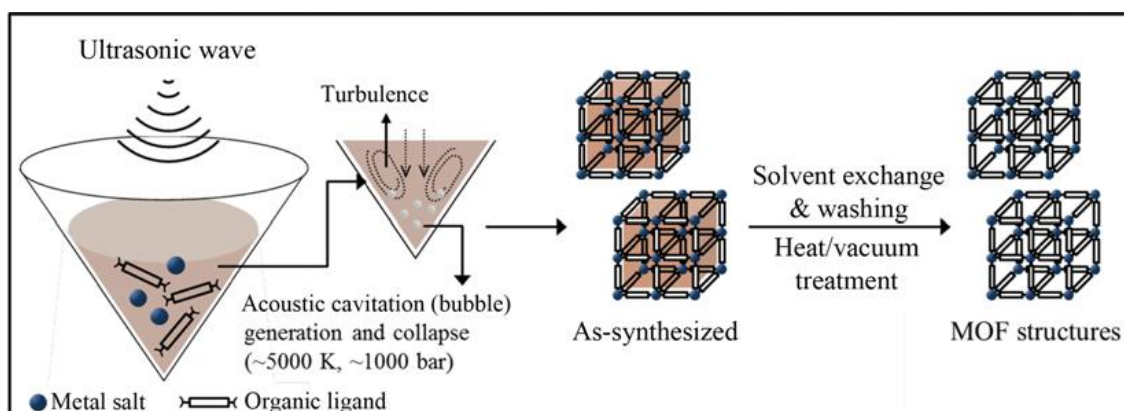 Ultrasonic wave
Turbulence
Acoustic cavitation (bubble)
generation and collapse
(~5000 K, ~1000 bar)
Metal salt
Organic ligand
As-synthesized
Solvent exchange
& washing
Heat/vacuum
treatment
MOF structures